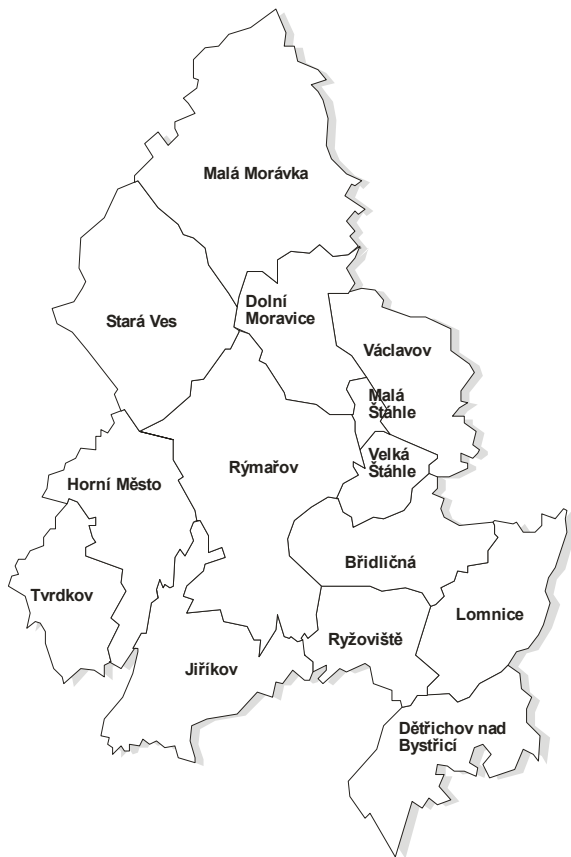 Malá Morávka
Stará Ves
Dolní
Moravice
Václavov
Malá
Štáhle
Velká
Štáhle
Rýmařov
Horní Město
Břidličná
Tvrdkov
Lomnice
Ryžoviště
Jiříkov
Dětřichov nad
Bystřicí